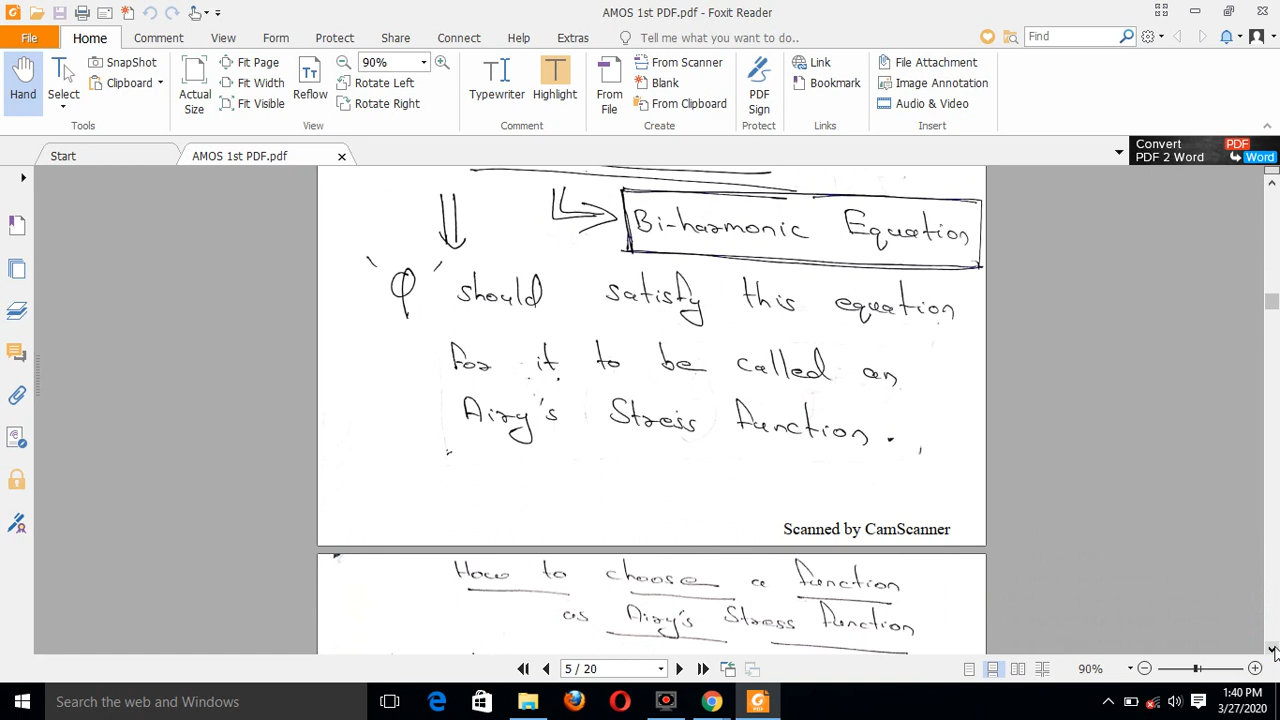 AMOS 1st PDF.pdf - Foxit Reader
File Home Comment View Form Protect Share Connect Help Extras Tell me what you want to do.. Find
Hand Select SnapShot Clipboard Actual Size Fit Page Fit Width Fit Visible Reflow 90% Rotate Left Rotate Right Typewriter Highlight From File From Scanner Blank From Clipboard PDF Sign Link Bookmark File Attachment Image Annotation Audio & Video
Tools View Comment Create Protect Links Insert
Start AMOS 1st PDF.pdf Convert PDF 2 Word PDF Word
Bi-harmonic Equation
'φ' should satisfy this equation
for it to be called an
Airy's Stress function.
Scanned by CamScanner
How to choose a function
as Airy's Stress function
5 / 20 90%
Search the web and Windows 1:40 PM
3/27/2020